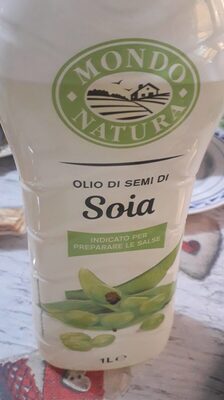 MONDO
NATURA
OLIO DI SEMI DI
Soia
INDICATO PER
PREPARARE LE SALSE
1L e